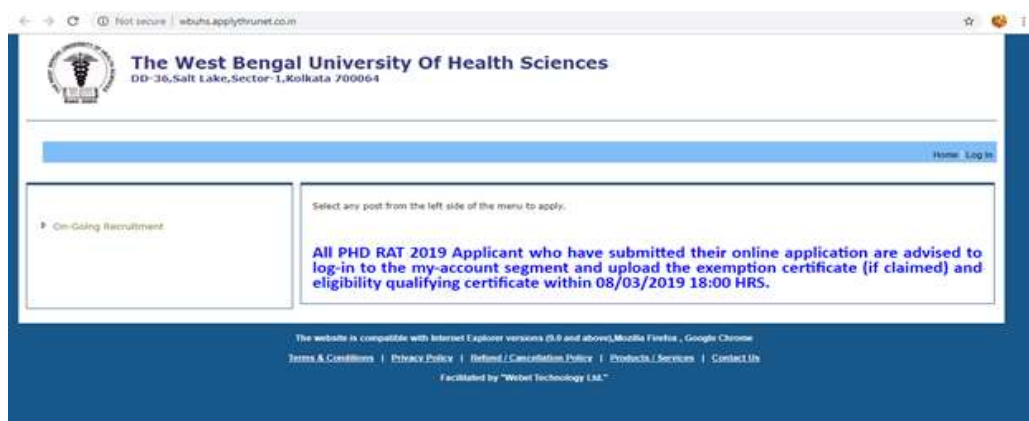 Not secure | wbuhs.applythrunet.co.in
The West Bengal University Of Health Sciences
DD-36,Salt Lake,Sector-1,Kolkata 700064
Home Log In
On-Going Recruitment
Select any post from the left side of the menu to apply.
All PHD RAT 2019 Applicant who have submitted their online application are advised to
log-in to the my-account segment and upload the exemption certificate (if claimed) and
eligibility qualifying certificate within 08/03/2019 18:00 HRS.
The website is compatible with Internet Explorer versions (9.0 and above),Mozilla Firefox , Google Chrome
Terms & Conditions | Privacy Policy | Refund / Cancellation Policy | Products / Services | Contact Us
Facilitated by "Webel Technology Ltd."